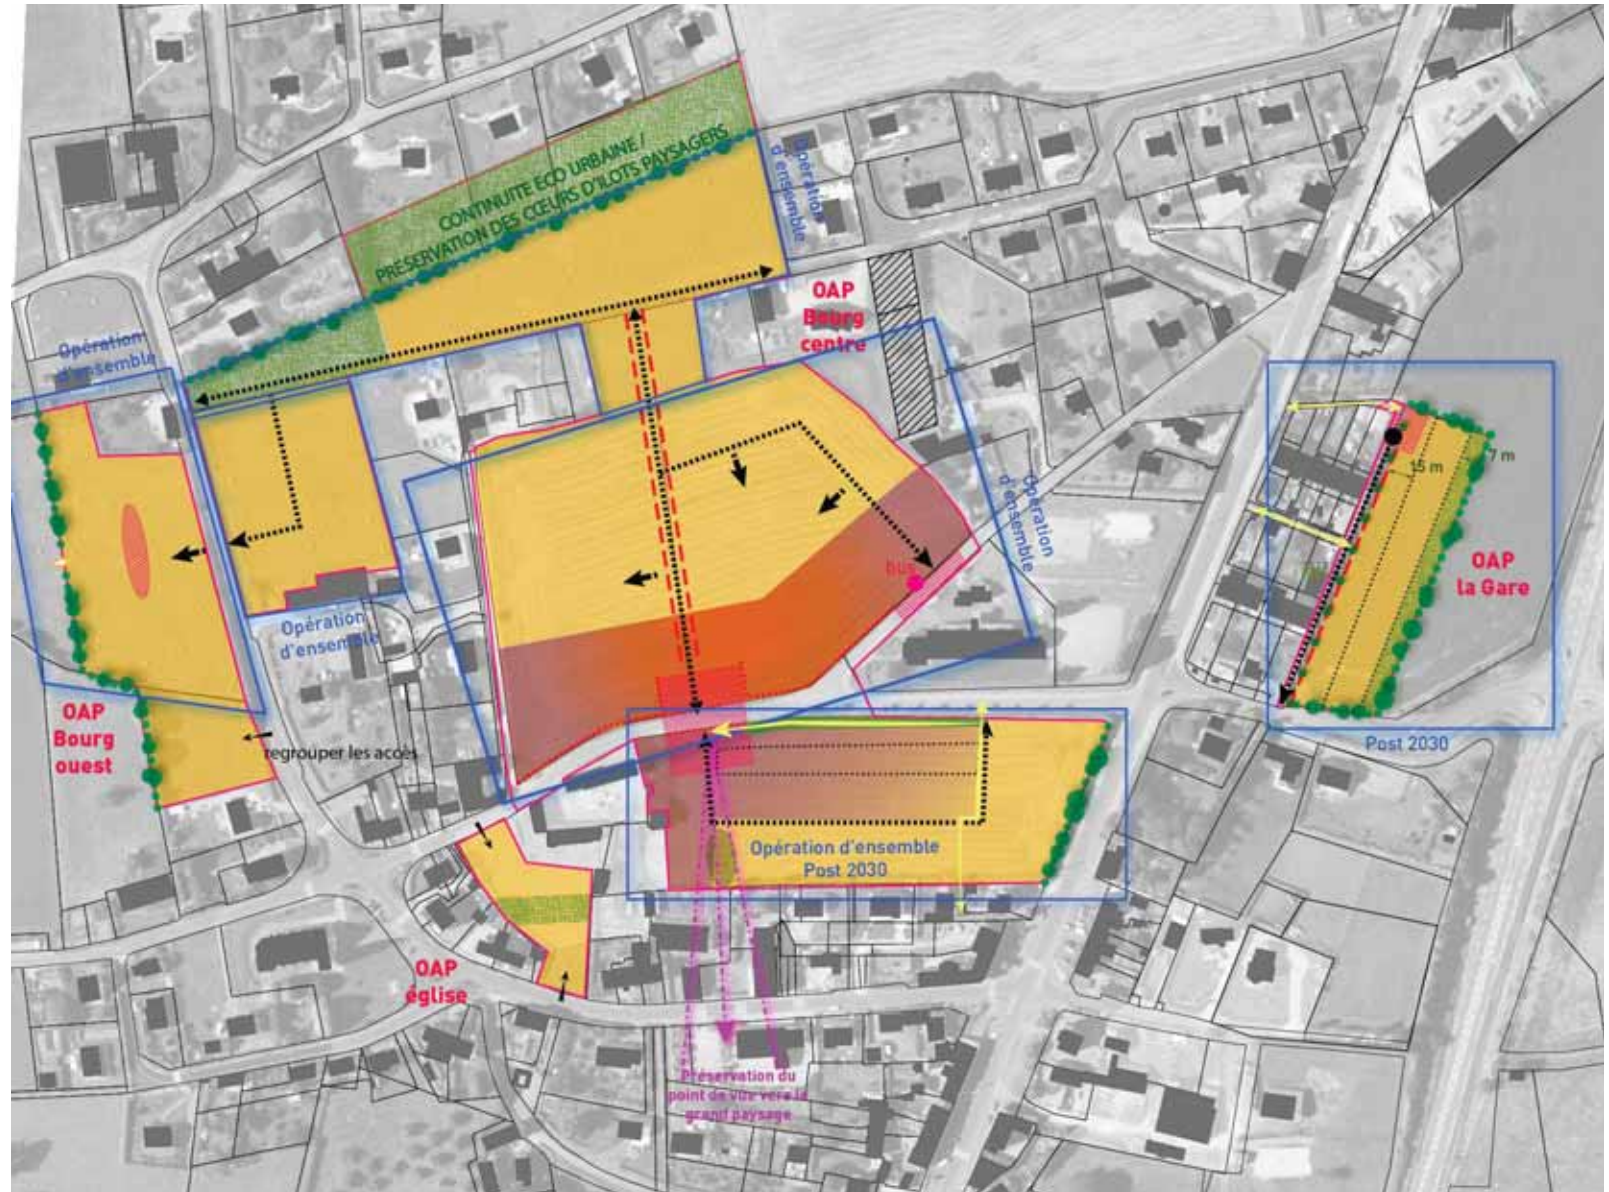 CONTINUITE ECO URBAINE /
PRESERVATION DES CŒURS D'ILOTS PAYSAGERS
Opération
d'ensemble
OAP
Bourg
centre
Opération
d'ensemble
Opération
d'ensemble
bus
15 m
7 m
OAP
la Gare
Opération
d'ensemble
OAP
Bourg
ouest
regrouper les accès
Post 2030
Opération d'ensemble
Post 2030
OAP
église
Préservation du
point de vue vers le
grand paysage